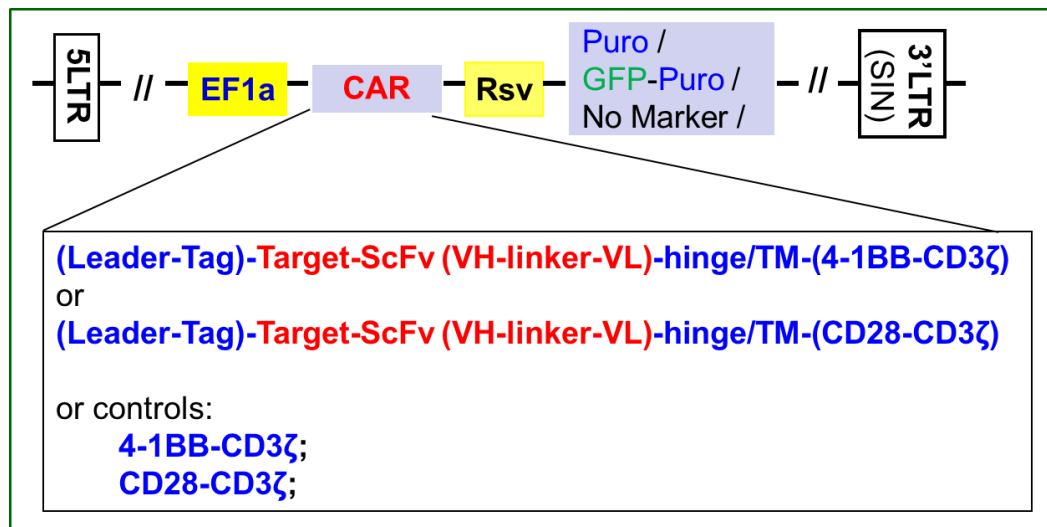 5LTR // EF1a CAR Rsv Puro / // 3'LTR
GFP-Puro / (SIN)
No Marker /
(Leader-Tag)-Target-ScFv (VH-linker-VL)-hinge/TM-(4-1BB-CD3ζ)
or
(Leader-Tag)-Target-ScFv (VH-linker-VL)-hinge/TM-(CD28-CD3ζ)
or controls:
4-1BB-CD3ζ;
CD28-CD3ζ;